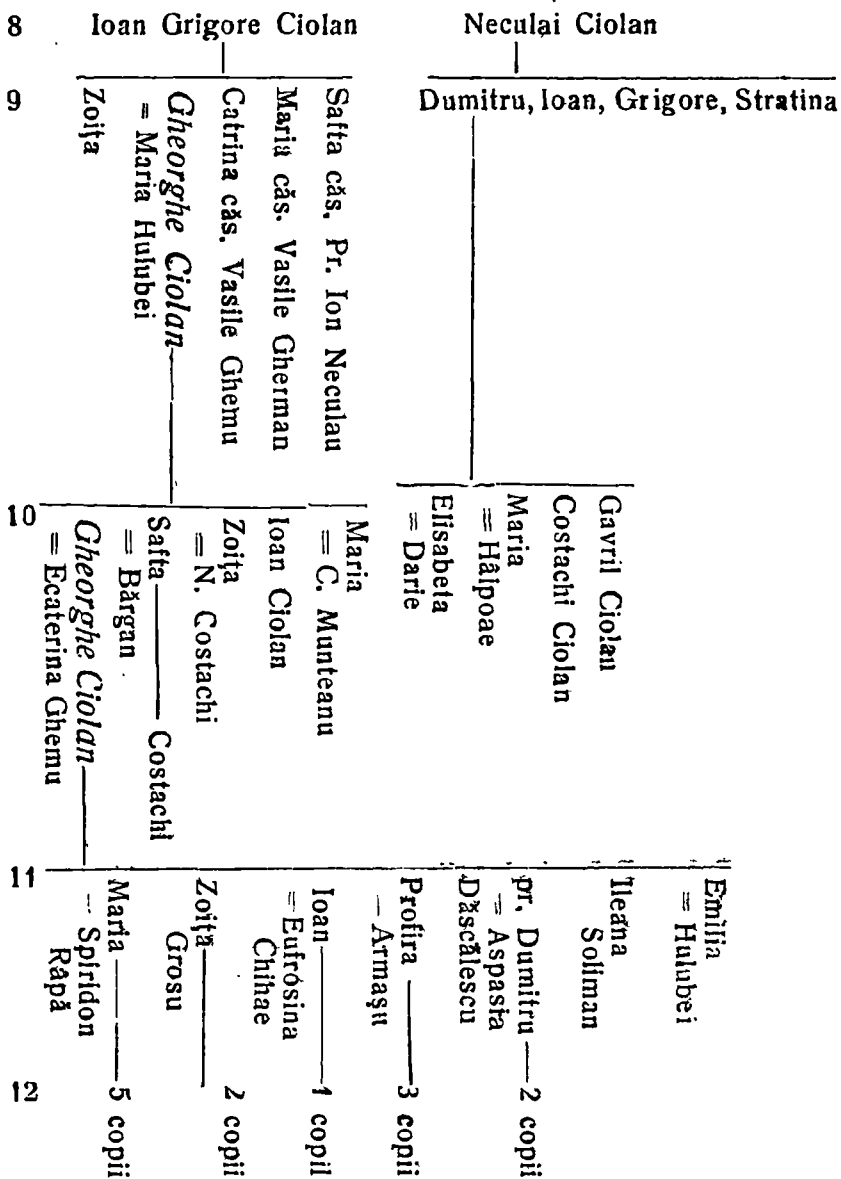 8 Ioan Grigore Ciolan Neculai Ciolan
9 Dumitru, Ioan, Grigore, Stratina
Zoița
Gheorghe Ciolan
= Maria Hulubei
Catrina căs. Vasile Ghemu
Maria căs. Vasile Gherman
Safta căs. Pr. Ion Neculau
10
Gheorghe Ciolan
= Ecaterina Ghemu
Safta — Costachi
= Bărgan
Zoița
= N. Costachi
Ioan Ciolan
Maria
= C. Munteanu
Elisabeta
= Darie
Maria
= Hâlpoae
Costachi Ciolan
Gavril Ciolan
11
Maria — 5 copii
— Spiridon
Râpă
Zoița — 2 copii
Grosu
Ioan — 1 copil
= Eufrosina
Chihae
Profira — 3 copii
— Armașu
pr. Dumitru — 2 copii
= Aspasia
Dăscălescu
Ileana
Soliman
Emilia
= Hulubei
12